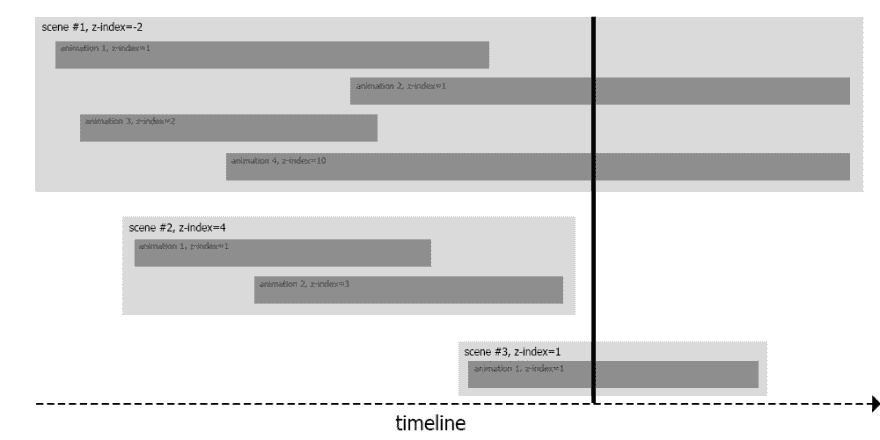 scene #1, z-index=-2
animation 1, z-index=1
animation 2, z-index=1
animation 3, z-index=2
animation 4, z-index=10
scene #2, z-index=4
animation 1, z-index=1
animation 2, z-index=3
scene #3, z-index=1
animation 1, z-index=1
timeline